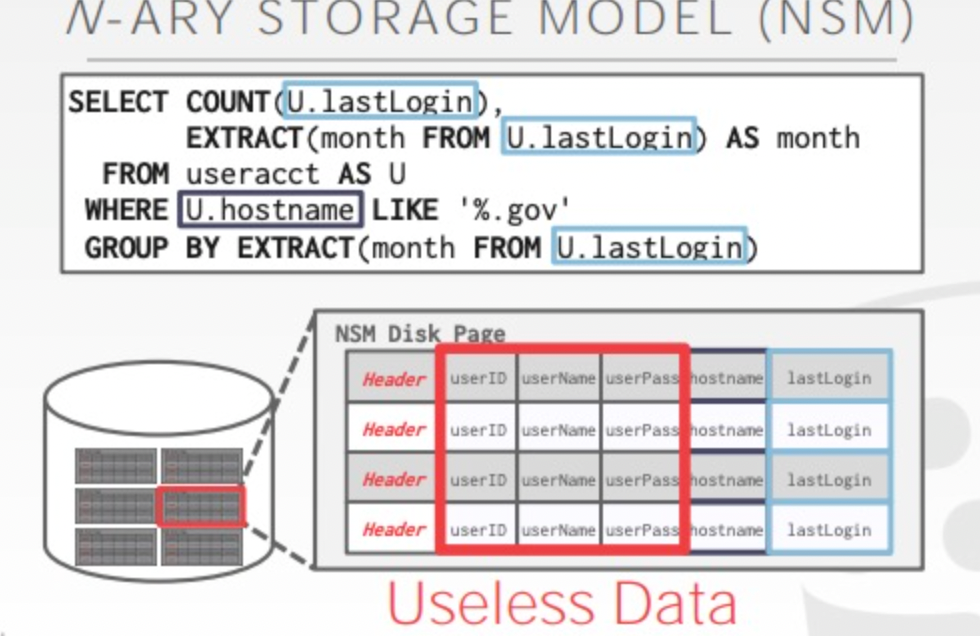 N-ARY STORAGE MODEL (NSM)
SELECT COUNT(U.lastLogin),
EXTRACT(month FROM U.lastLogin) AS month
FROM useracct AS U
WHERE U.hostname LIKE '%.gov'
GROUP BY EXTRACT(month FROM U.lastLogin)
NSM Disk Page
Header userID userName userPass hostname lastLogin
Header userID userName userPass hostname lastLogin
Header userID userName userPass hostname lastLogin
Header userID userName userPass hostname lastLogin
Useless Data